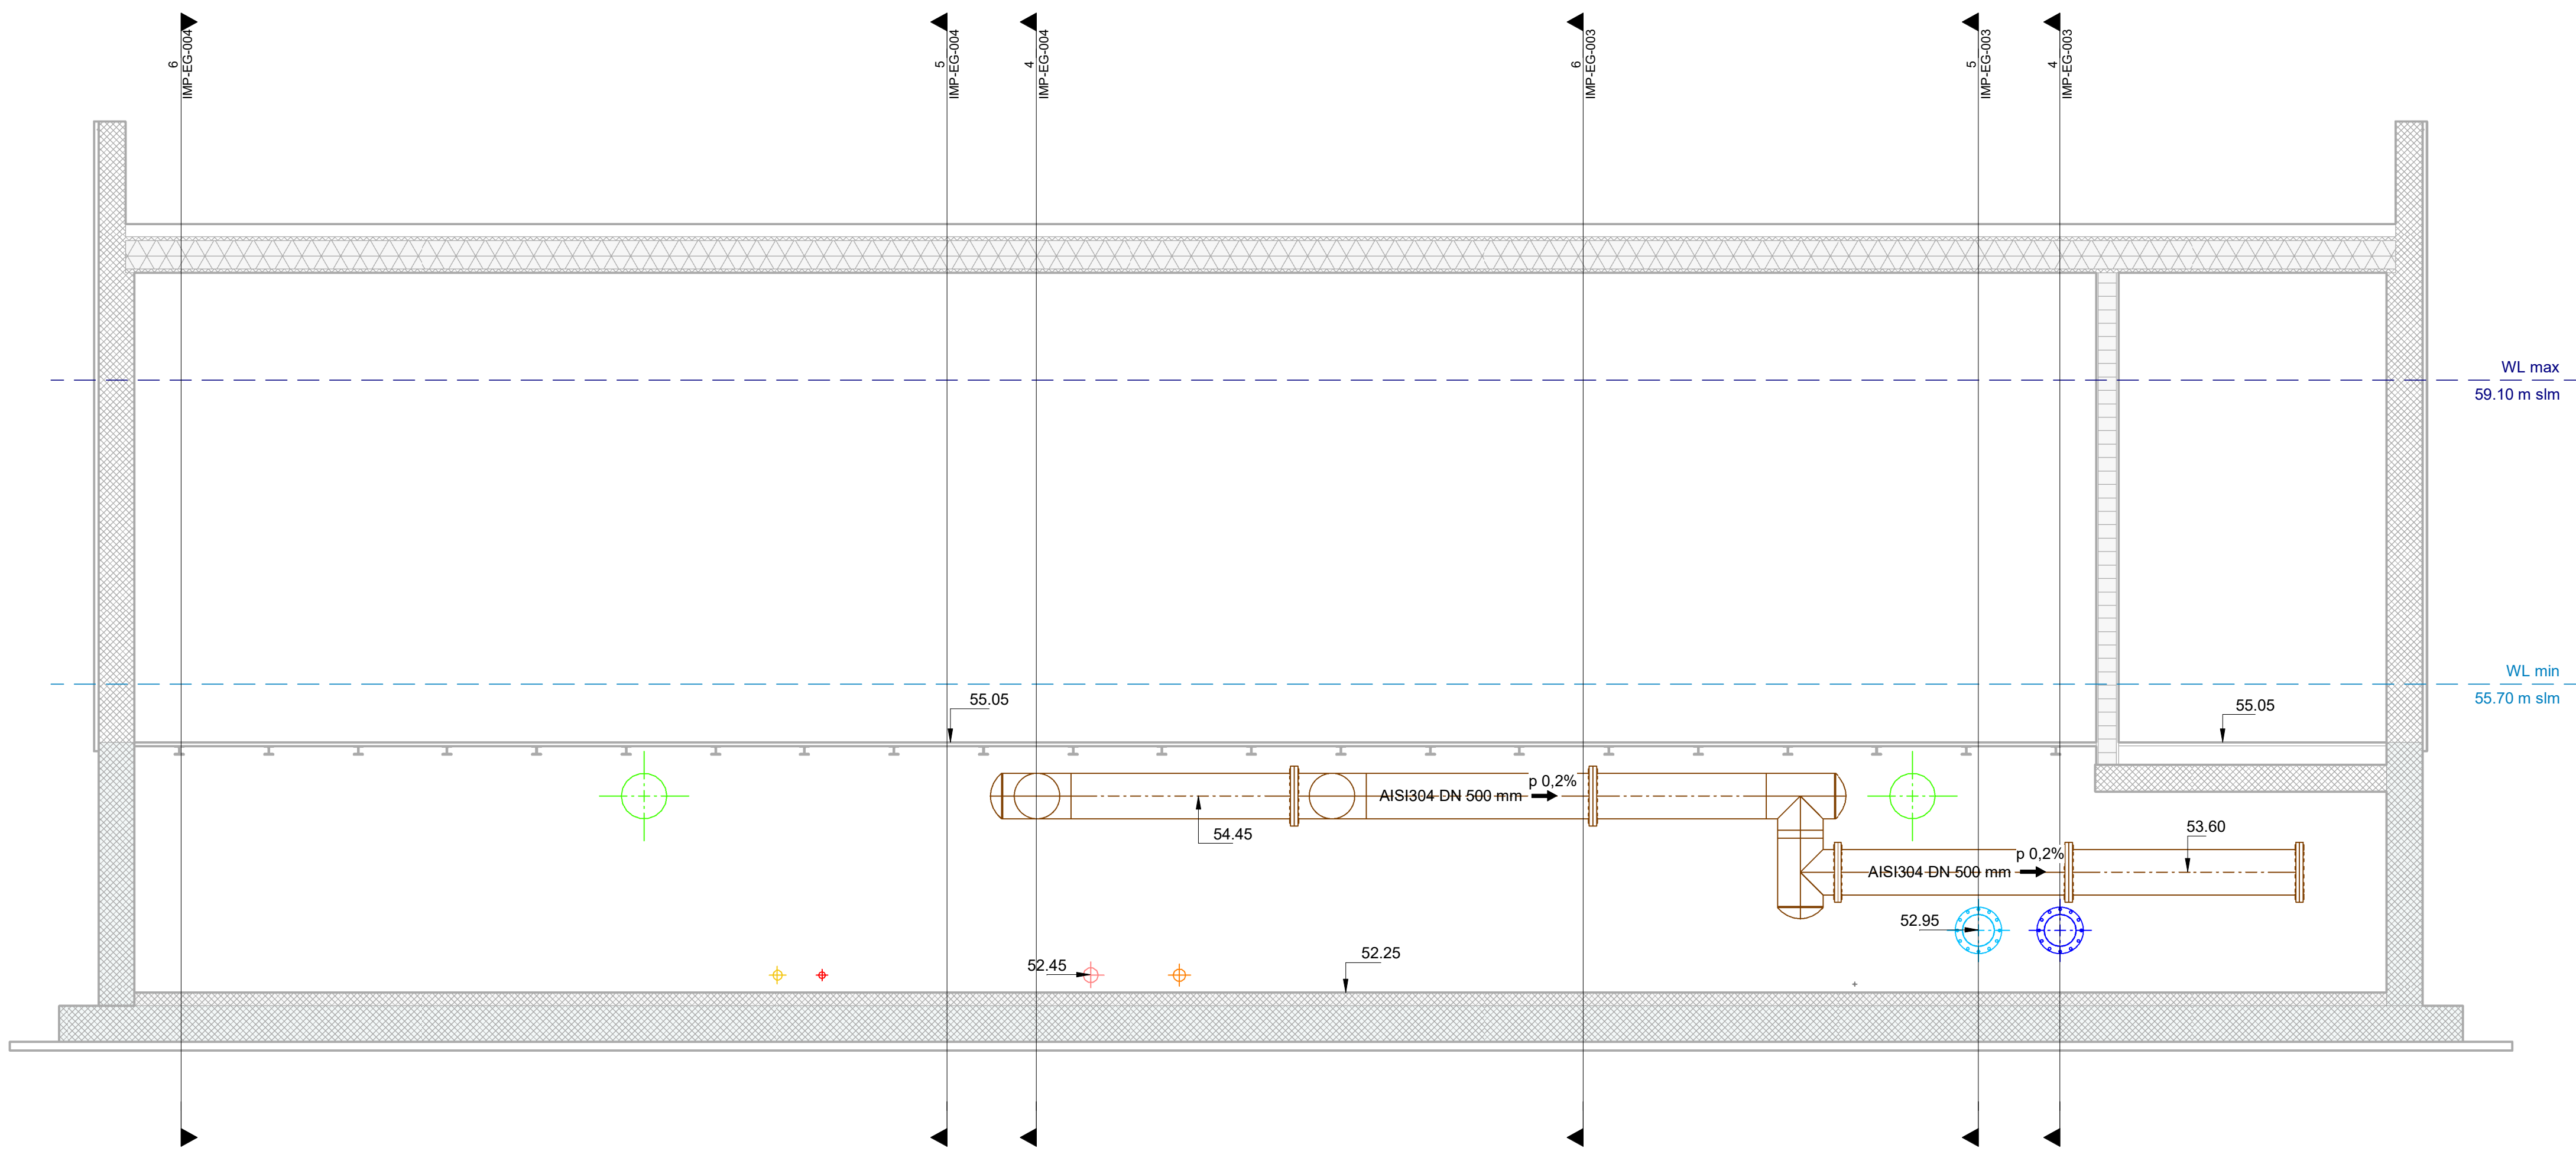 6
IMP-EG-004
5
IMP-EG-004
4
IMP-EG-004
6
IMP-EG-003
5
IMP-EG-003
4
IMP-EG-003
WL max
59.10 m slm
WL min
55.70 m slm
55.05
55.05
p 0,2%
AISI304 DN 500 mm
54.45
53.60
p 0,2%
AISI304 DN 500 mm
52.95
52.45
52.25